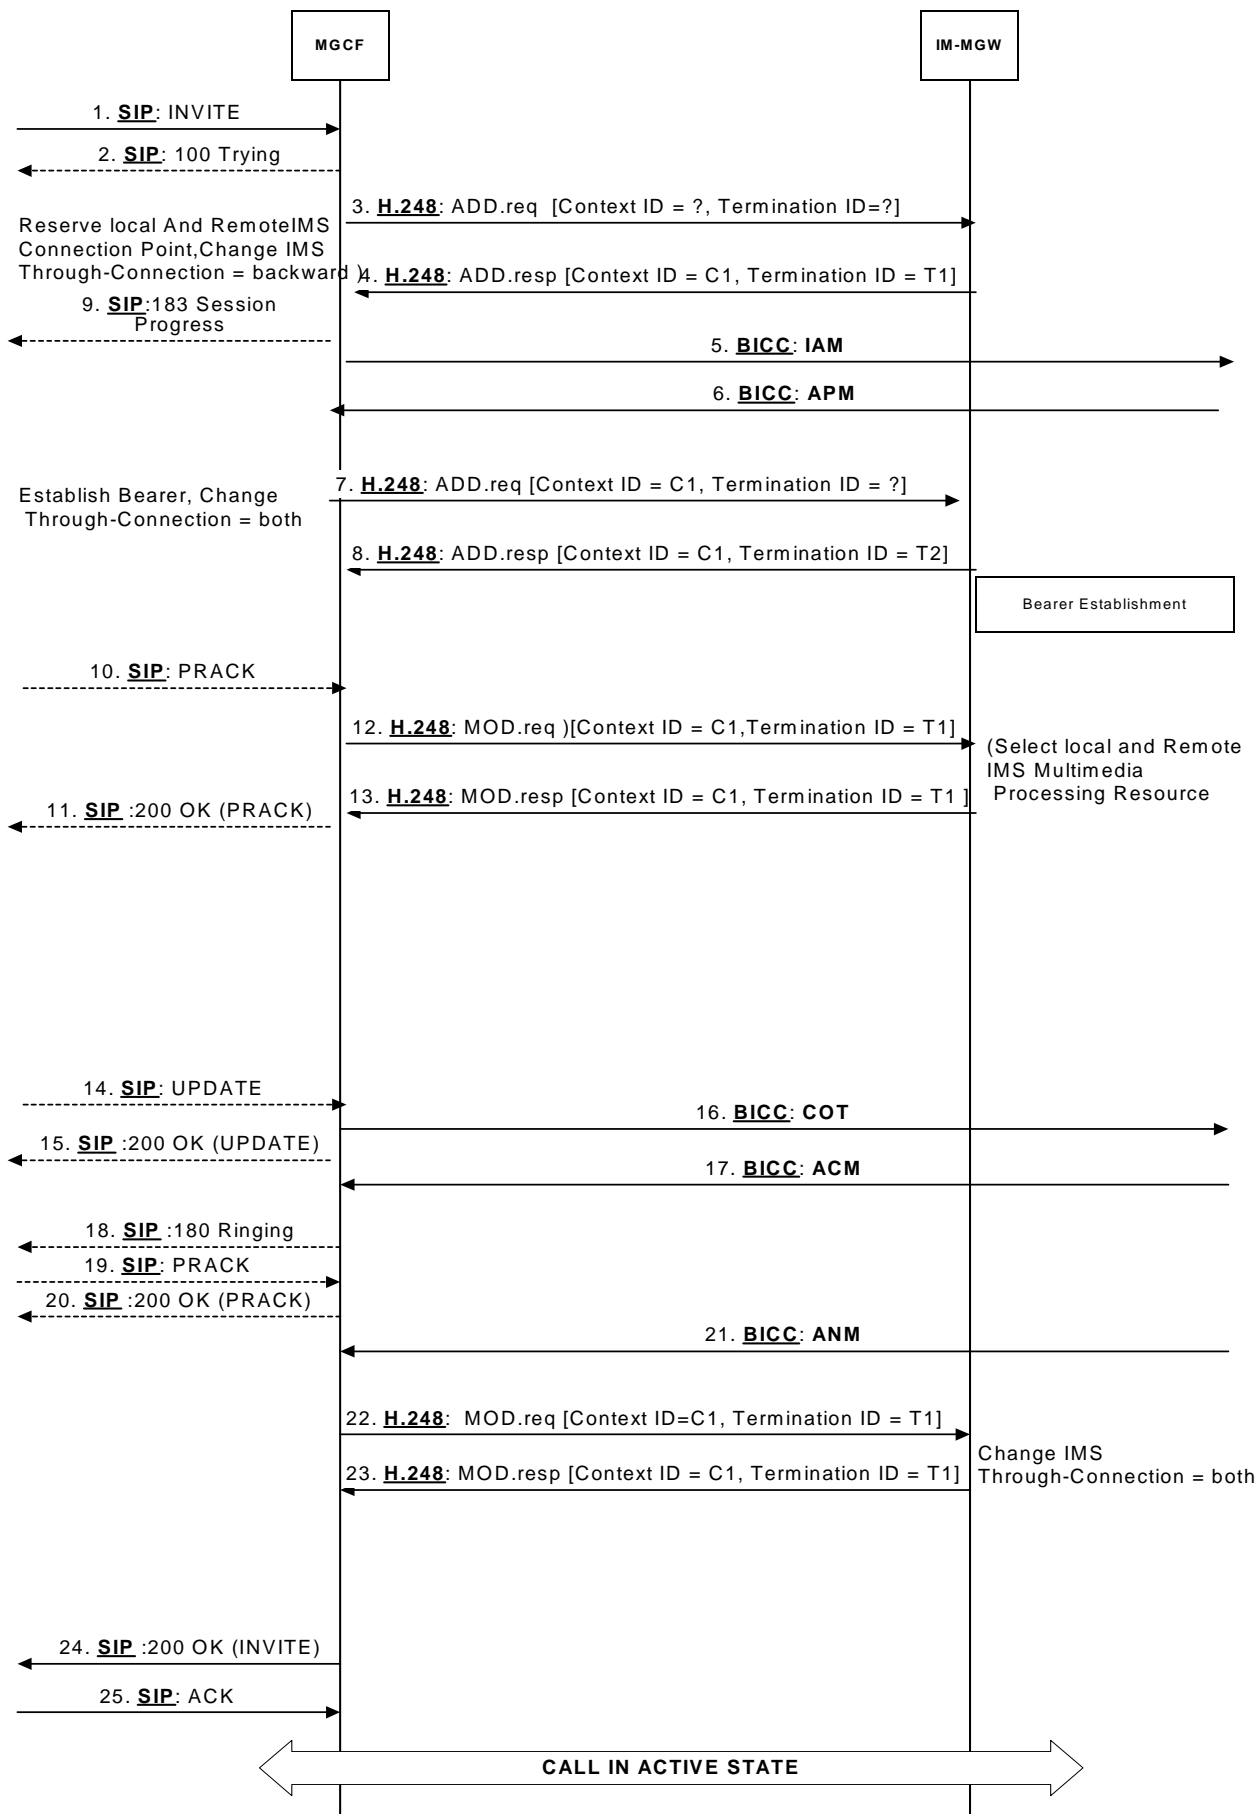 MGCF
IM-MGW
1. SIP: INVITE
2. SIP: 100 Trying
3. H.248: ADD.req [Context ID = ?, Termination ID=?]
Reserve local And RemoteIMS
Connection Point,Change IMS
Through-Connection = backward )
4. H.248: ADD.resp [Context ID = C1, Termination ID = T1]
9. SIP:183 Session
Progress
5. BICC: IAM
6. BICC: APM
7. H.248: ADD.req [Context ID = C1, Termination ID = ?]
Establish Bearer, Change
Through-Connection = both
8. H.248: ADD.resp [Context ID = C1, Termination ID = T2]
Bearer Establishment
10. SIP: PRACK
12. H.248: MOD.req )[Context ID = C1,Termination ID = T1]
(Select local and Remote
IMS Multimedia
Processing Resource
13. H.248: MOD.resp [Context ID = C1, Termination ID = T1 ]
11. SIP :200 OK (PRACK)
14. SIP: UPDATE
16. BICC: COT
15. SIP :200 OK (UPDATE)
17. BICC: ACM
18. SIP :180 Ringing
19. SIP: PRACK
20. SIP :200 OK (PRACK)
21. BICC: ANM
22. H.248: MOD.req [Context ID=C1, Termination ID = T1]
Change IMS
Through-Connection = both
23. H.248: MOD.resp [Context ID = C1, Termination ID = T1]
24. SIP :200 OK (INVITE)
25. SIP: ACK
CALL IN ACTIVE STATE